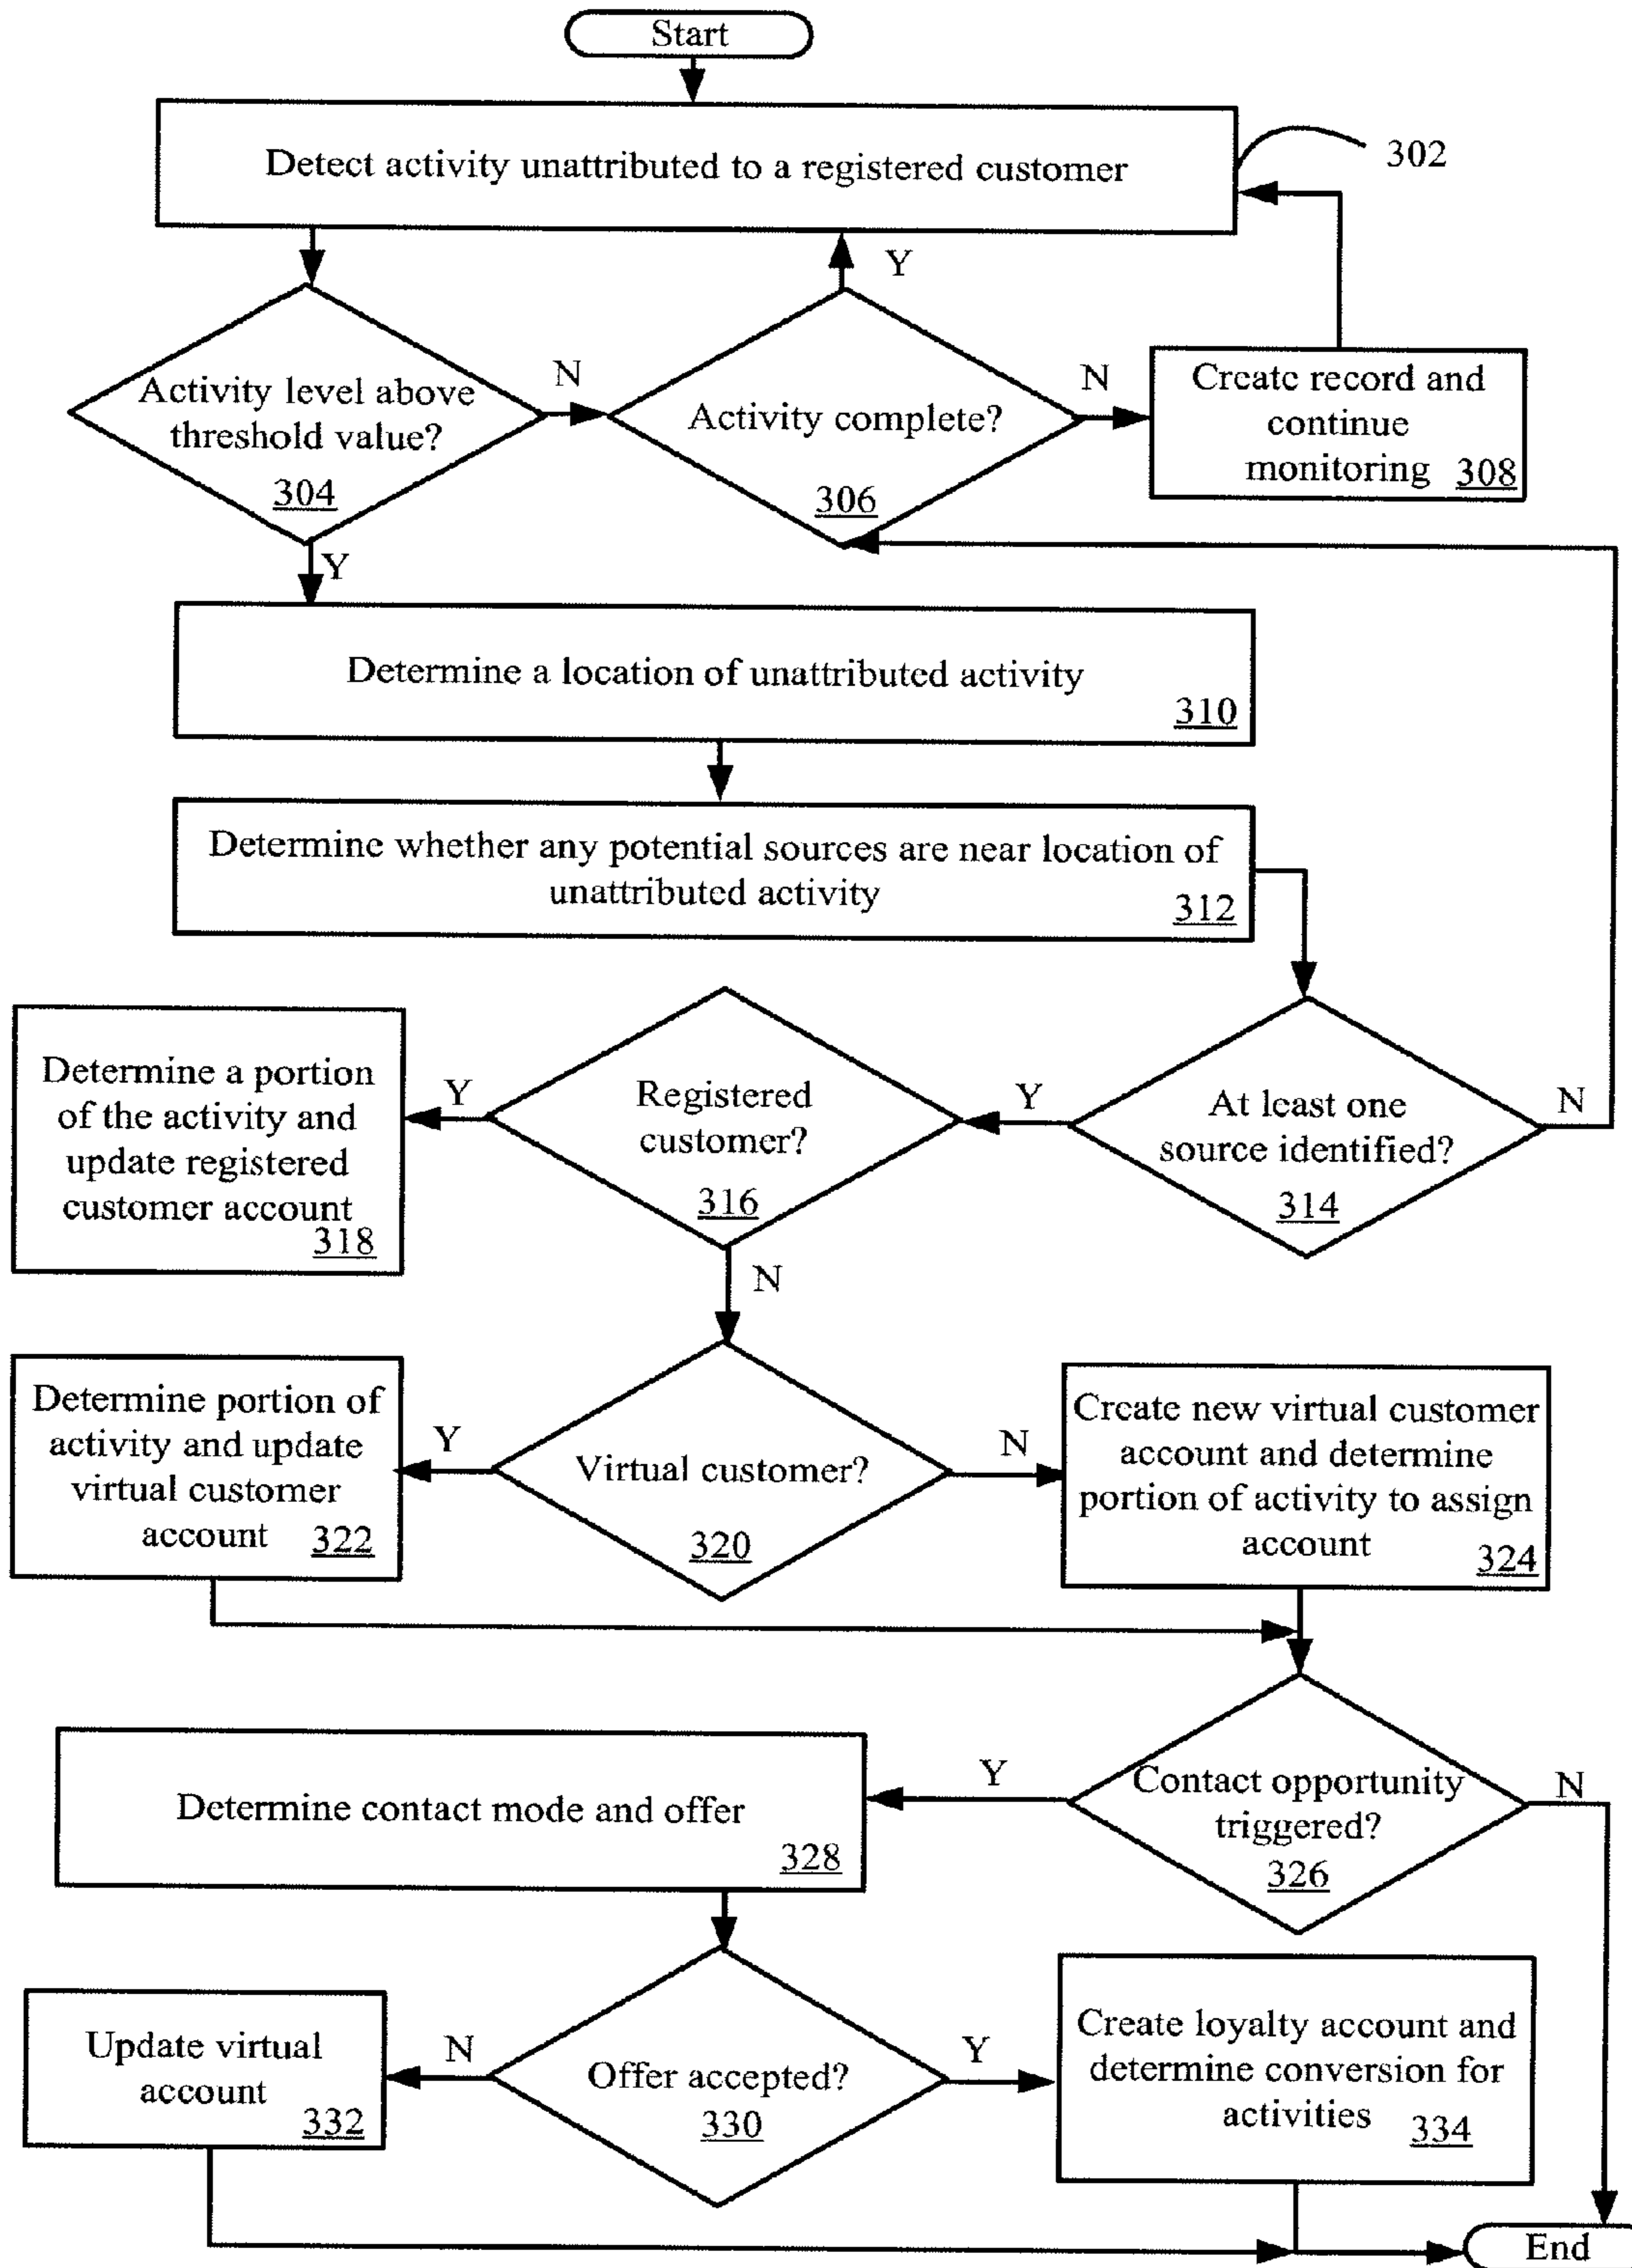 Start
Detect activity unattributed to a registered customer
302
Y
Activity level above
threshold value?
304
N
Activity complete?
306
N
Create record and
continue
monitoring 308
Y
Determine a location of unattributed activity
310
Determine whether any potential sources are near location of
unattributed activity
312
Determine a portion
of the activity and
update registered
customer account
318
Y
Registered
customer?
316
Y
At least one
source identified?
314
N
N
Determine portion of
activity and update
virtual customer
account 322
Y
Virtual customer?
320
N
Create new virtual customer
account and determine
portion of activity to assign
account
324
Determine contact mode and offer
328
Y
Contact opportunity
triggered?
326
N
Update virtual
account
332
N
Offer accepted?
330
Y
Create loyalty account and
determine conversion for
activities 334
End